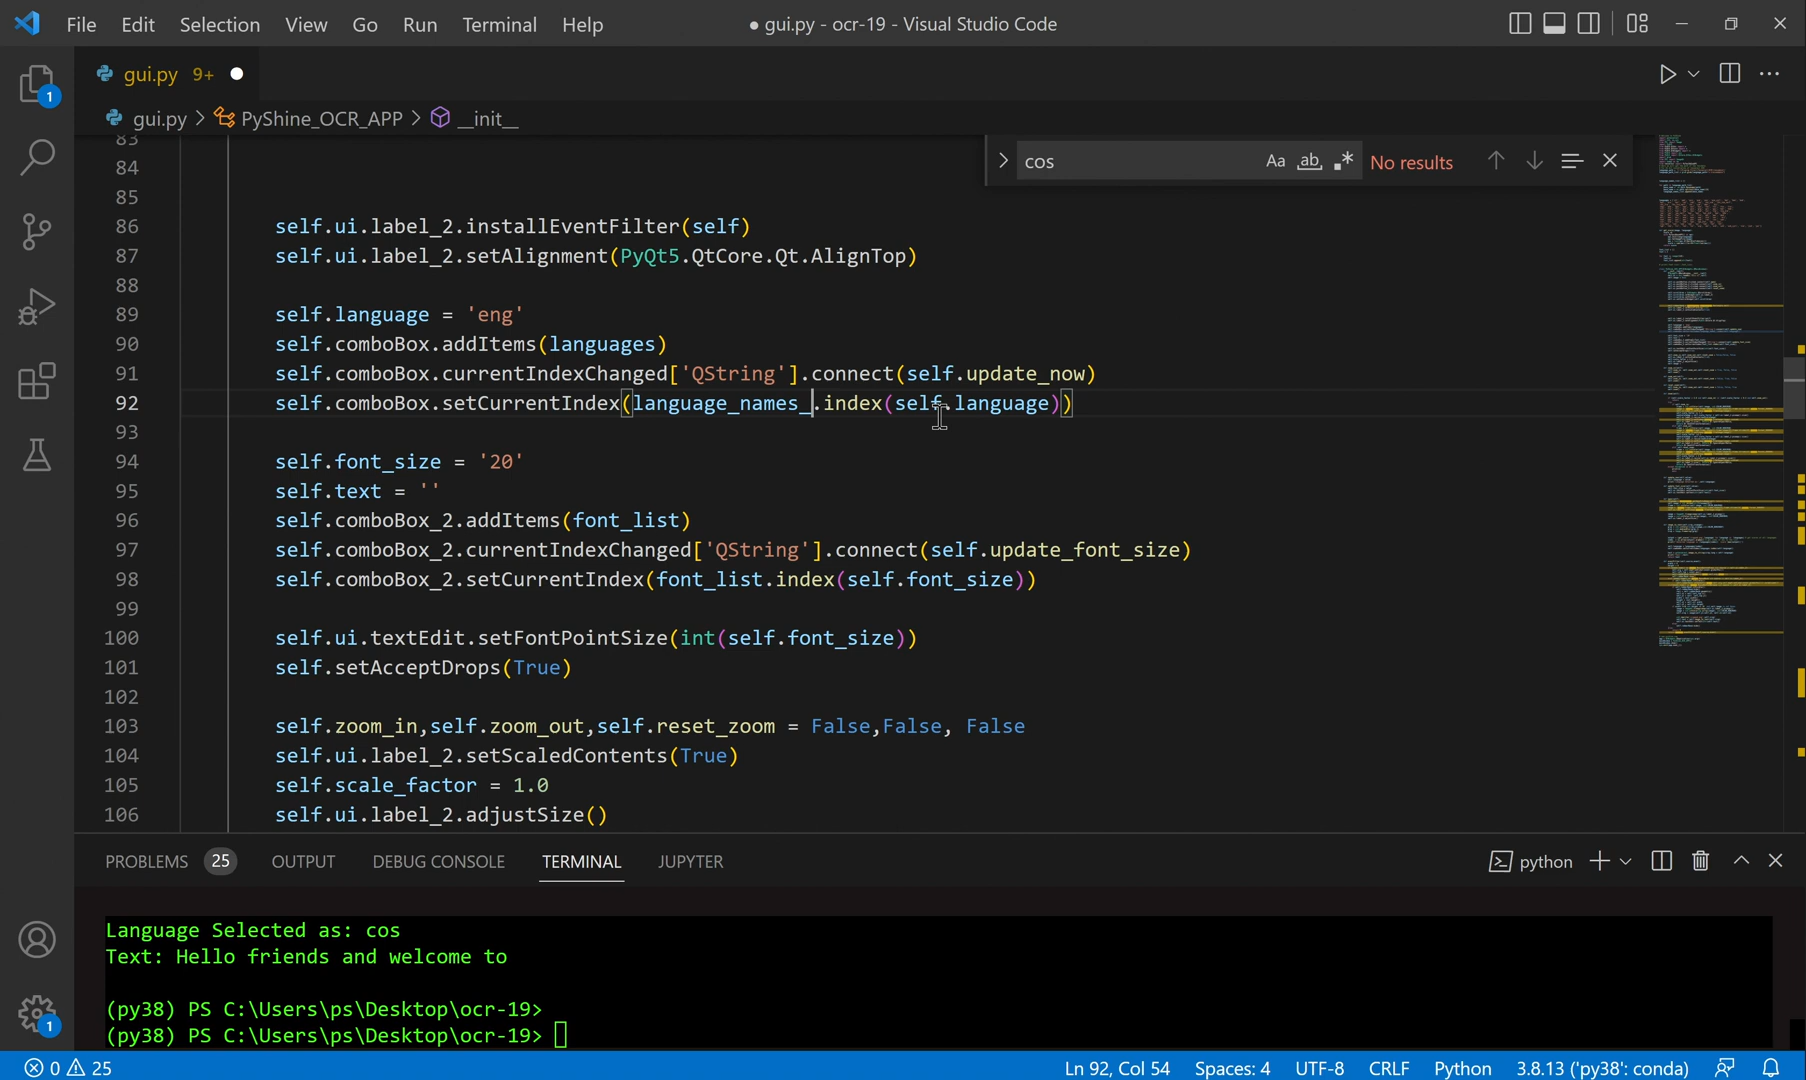 File Edit Selection View Go Run Terminal Help
● gui.py - ocr-19 - Visual Studio Code
gui.py 9+
1
gui.py > PyShine_OCR_APP > __init__
cos Aa ab .* No results
83
84
85
86 self.ui.label_2.installEventFilter(self)
87 self.ui.label_2.setAlignment(PyQt5.QtCore.Qt.AlignTop)
88
89 self.language = 'eng'
90 self.comboBox.addItems(languages)
91 self.comboBox.currentIndexChanged['QString'].connect(self.update_now)
92 self.comboBox.setCurrentIndex(language_names_.index(self.language))
93
94 self.font_size = '20'
95 self.text = ''
96 self.comboBox_2.addItems(font_list)
97 self.comboBox_2.currentIndexChanged['QString'].connect(self.update_font_size)
98 self.comboBox_2.setCurrentIndex(font_list.index(self.font_size))
99
100 self.ui.textEdit.setFontPointSize(int(self.font_size))
101 self.setAcceptDrops(True)
102
103 self.zoom_in,self.zoom_out,self.reset_zoom = False,False, False
104 self.ui.label_2.setScaledContents(True)
105 self.scale_factor = 1.0
106 self.ui.label_2.adjustSize()
PROBLEMS 25 OUTPUT DEBUG CONSOLE TERMINAL JUPYTER
python
Language Selected as: cos
Text: Hello friends and welcome to
(py38) PS C:\Users\ps\Desktop\ocr-19>
(py38) PS C:\Users\ps\Desktop\ocr-19>
1
0 25 Ln 92, Col 54 Spaces: 4 UTF-8 CRLF Python 3.8.13 ('py38': conda)